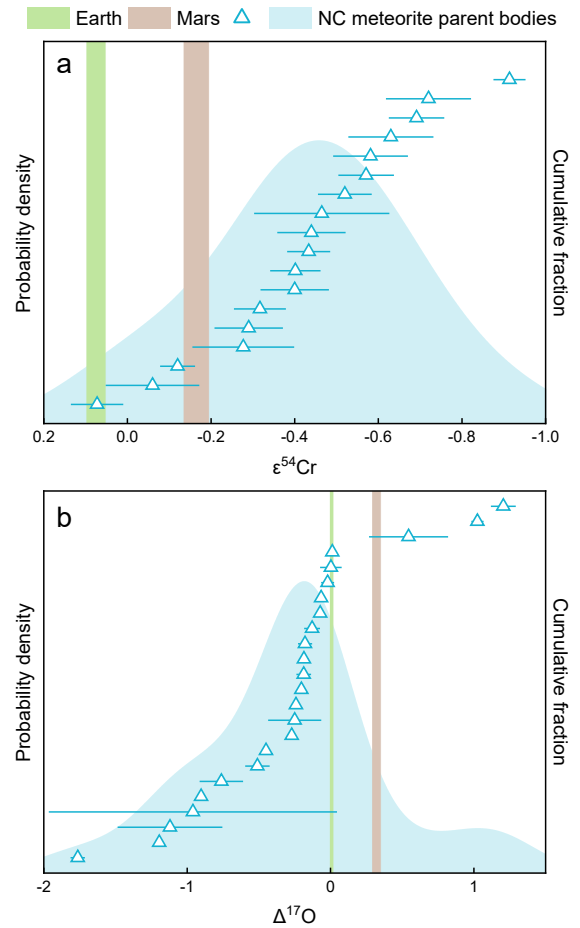 Earth Mars NC meteorite parent bodies
a
Probability density
Cumulative fraction
0.2 0.0 -0.2 -0.4 -0.6 -0.8 -1.0
ε⁵⁴Cr
b
Probability density
Cumulative fraction
-2 -1 0 1
Δ¹⁷O